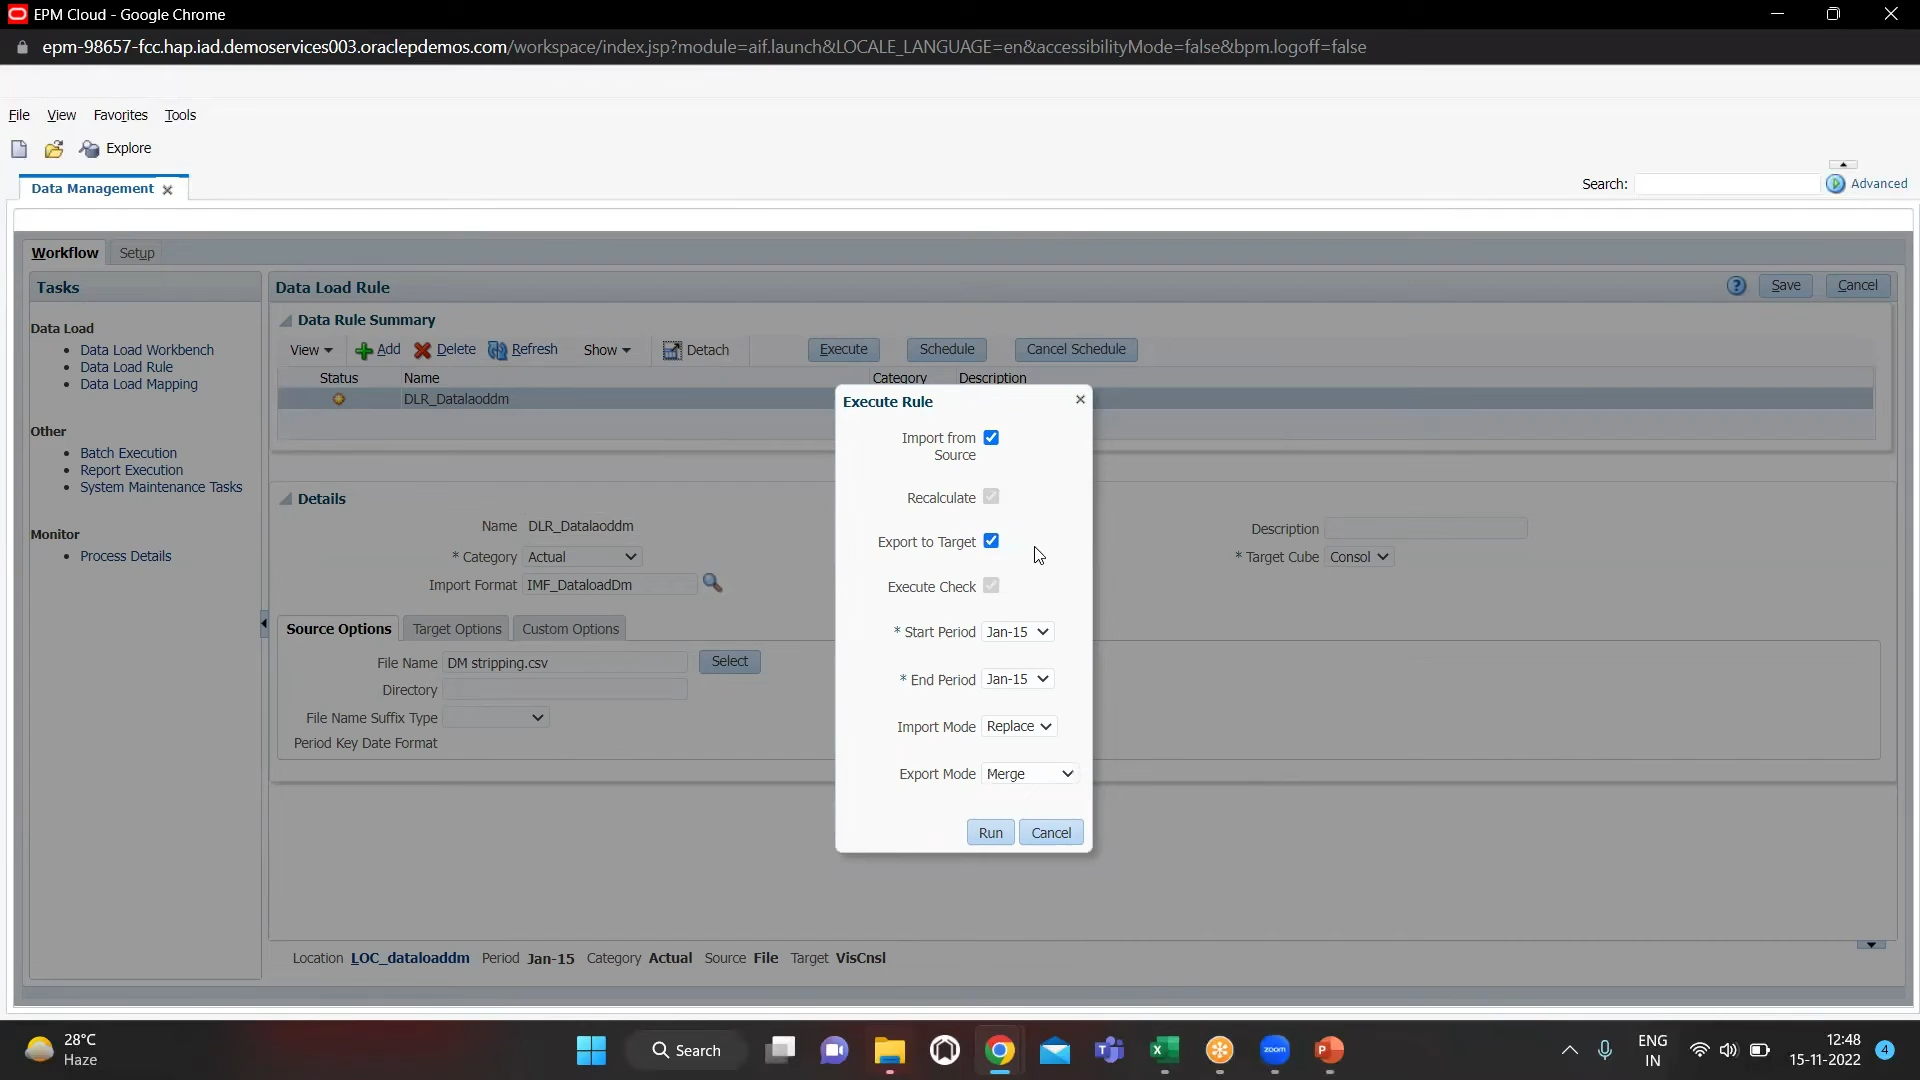 EPM Cloud - Google Chrome
epm-98657-fcc.hap.iad.demoservices003.oraclepdemos.com/workspace/index.jsp?module=aif.launch&LOCALE_LANGUAGE=en&accessibilityMode=false&bpm.logoff=false
File View Favorites Tools
Explore
Data Management
Search:
Advanced
Workflow Setup
Tasks
Data Load
Data Load Workbench
Data Load Rule
Data Load Mapping
Other
Batch Execution
Report Execution
System Maintenance Tasks
Monitor
Process Details
Data Load Rule
Save Cancel
Data Rule Summary
View Add Delete Refresh Show Detach Execute Schedule Cancel Schedule
Status Name Category Description
DLR_Datalaoddm
Details
Name DLR_Datalaoddm
Description
* Category Actual
* Target Cube Consol
Import Format IMF_DataloadDm
Source Options Target Options Custom Options
File Name DM stripping.csv Select
Directory
File Name Suffix Type
Period Key Date Format
Execute Rule
Import from
Source
Recalculate
Export to Target
Execute Check
* Start Period Jan-15
* End Period Jan-15
Import Mode Replace
Export Mode Merge
Run Cancel
Location LOC_dataloaddm Period Jan-15 Category Actual Source File Target VisCnsl
28°C
Haze
Search
zoom
ENG
IN
12:48
15-11-2022
4